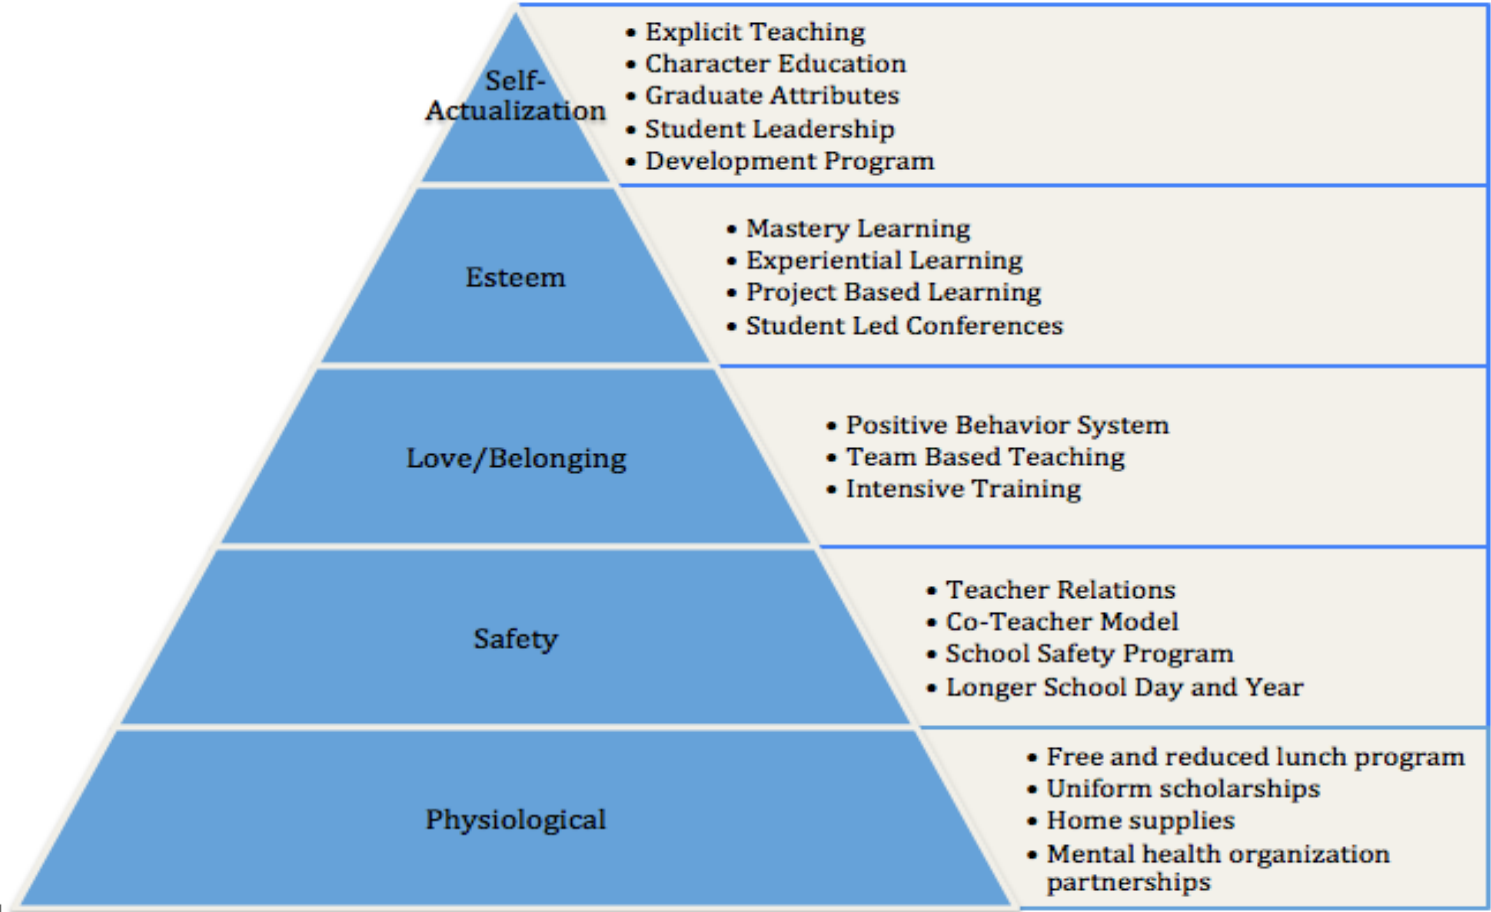 Self-
Actualization
• Explicit Teaching
• Character Education
• Graduate Attributes
• Student Leadership
• Development Program
Esteem
• Mastery Learning
• Experiential Learning
• Project Based Learning
• Student Led Conferences
Love/Belonging
• Positive Behavior System
• Team Based Teaching
• Intensive Training
Safety
• Teacher Relations
• Co-Teacher Model
• School Safety Program
• Longer School Day and Year
Physiological
• Free and reduced lunch program
• Uniform scholarships
• Home supplies
• Mental health organization
partnerships